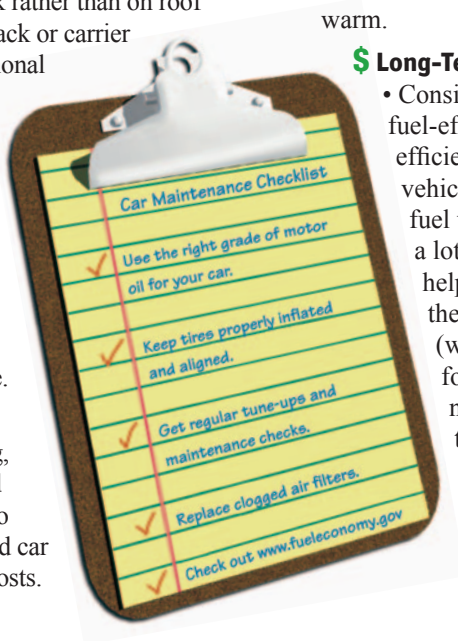 k rather than on roof
ack or carrier
ional
e.
g,
o
d car
osts.
Car Maintenance Checklist
Use the right grade of motor
oil for your car.
Keep tires properly inflated
and aligned.
Get regular tune-ups and
maintenance checks.
Replace clogged air filters.
Check out www.fueleconomy.gov
warm.
$ Long-Te
• Consi
fuel-ef
efficie
vehic
fuel
a lot
help
the
(w
fo